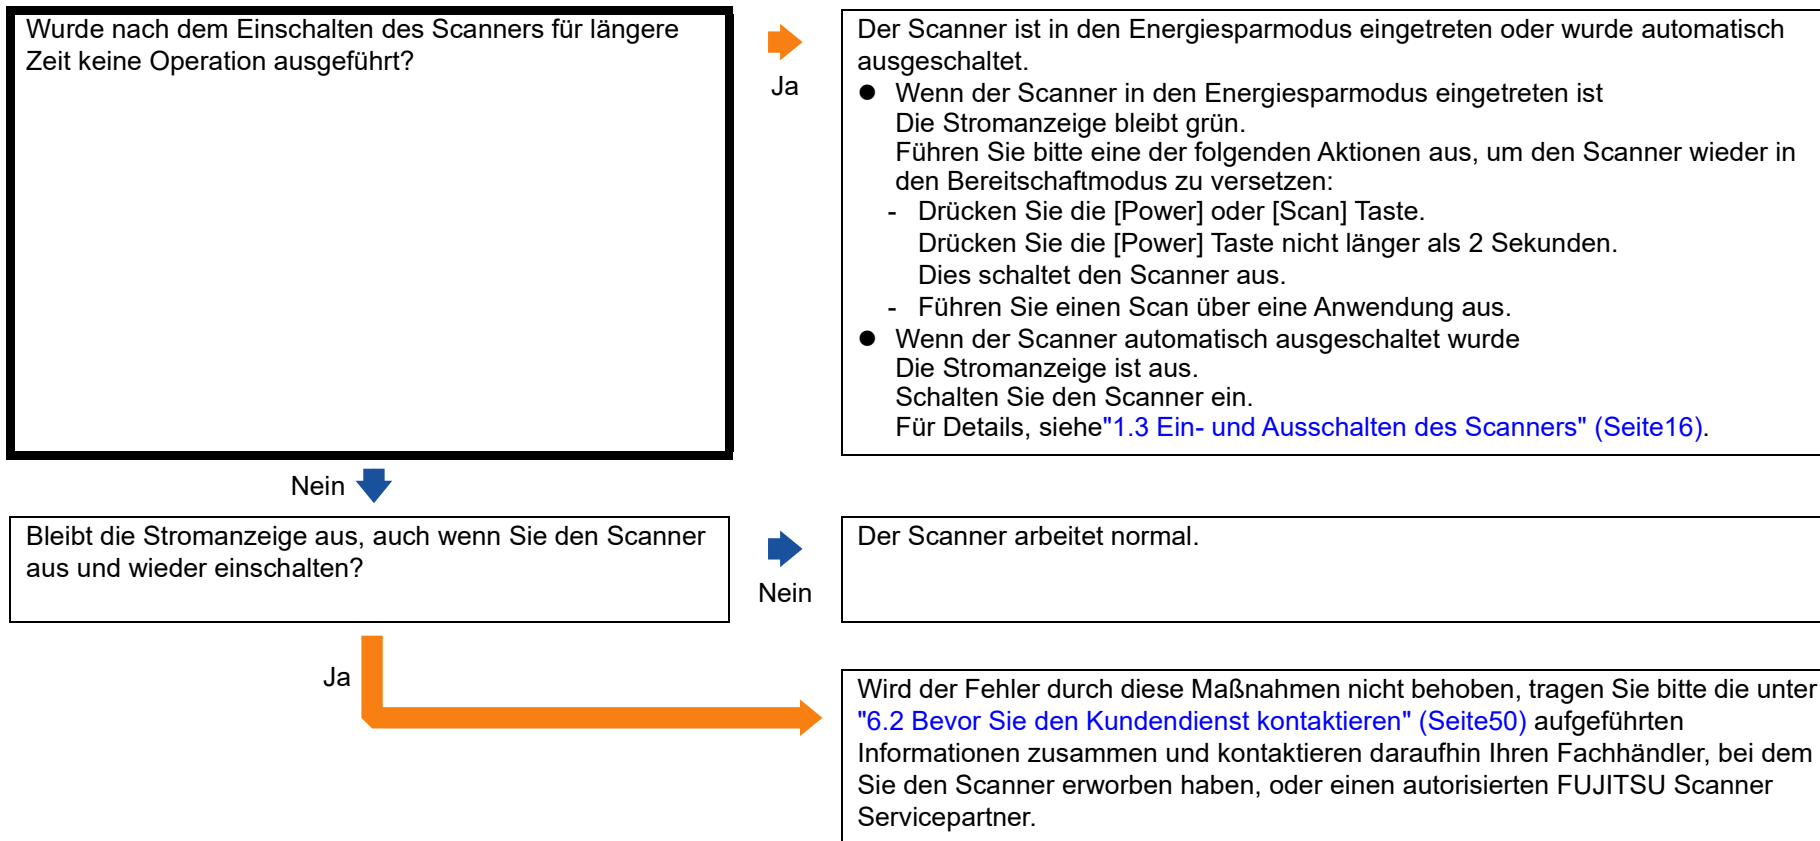 Wurde nach dem Einschalten des Scanners für längere
Zeit keine Operation ausgeführt?
Ja
Der Scanner ist in den Energiesparmodus eingetreten oder wurde automatisch
ausgeschaltet.
● Wenn der Scanner in den Energiesparmodus eingetreten ist
Die Stromanzeige bleibt grün.
Führen Sie bitte eine der folgenden Aktionen aus, um den Scanner wieder in
den Bereitschaftmodus zu versetzen:
- Drücken Sie die [Power] oder [Scan] Taste.
Drücken Sie die [Power] Taste nicht länger als 2 Sekunden.
Dies schaltet den Scanner aus.
- Führen Sie einen Scan über eine Anwendung aus.
● Wenn der Scanner automatisch ausgeschaltet wurde
Die Stromanzeige ist aus.
Schalten Sie den Scanner ein.
Für Details, siehe"1.3 Ein- und Ausschalten des Scanners" (Seite16).
Nein
Bleibt die Stromanzeige aus, auch wenn Sie den Scanner
aus und wieder einschalten?
Nein
Der Scanner arbeitet normal.
Ja
Wird der Fehler durch diese Maßnahmen nicht behoben, tragen Sie bitte die unter
"6.2 Bevor Sie den Kundendienst kontaktieren" (Seite50) aufgeführten
Informationen zusammen und kontaktieren daraufhin Ihren Fachhändler, bei dem
Sie den Scanner erworben haben, oder einen autorisierten FUJITSU Scanner
Servicepartner.